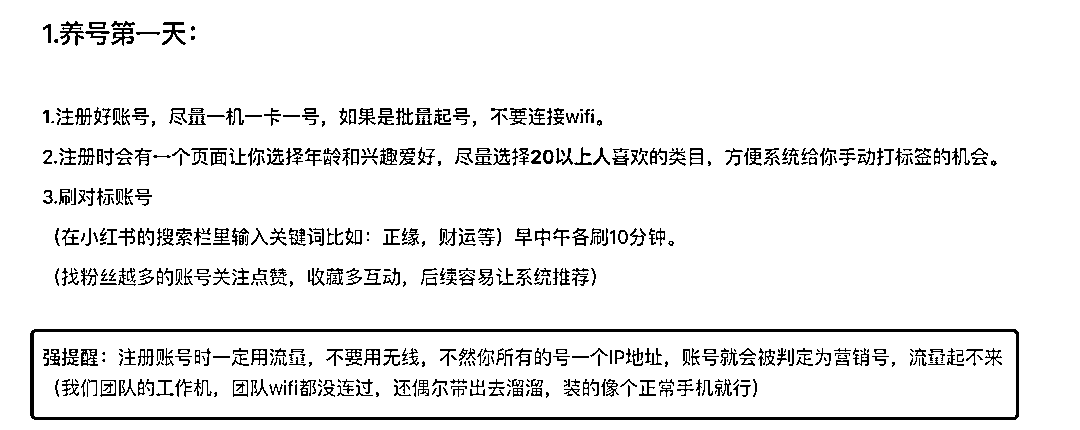 1.养号第一天：
1.注册好账号，尽量一机一卡一号，如果是批量起号，不要连接wifi。
2.注册时会有一个页面让你选择年龄和兴趣爱好，尽量选择20以上人喜欢的类目，方便系统给你手动打标签的机会。
3.刷对标账号
（在小红书的搜索栏里输入关键词比如：正缘，财运等）早中午各刷10分钟。
（找粉丝越多的账号关注点赞，收藏多互动，后续容易让系统推荐）
强提醒：注册账号时一定用流量，不要用无线，不然你所有的号一个IP地址，账号就会被判定为营销号，流量起不来
（我们团队的工作机，团队wifi都没连过，还偶尔带出去溜溜，装的像个正常手机就行）